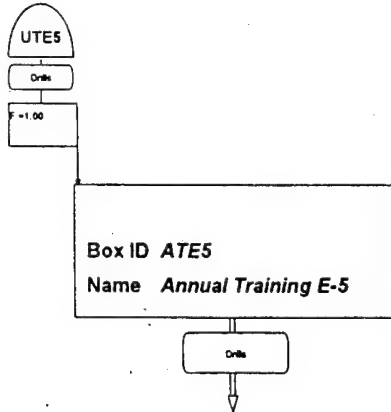 UTE5
Drills
F =1.00
Box ID ATE5
Name Annual Training E-5
Drills